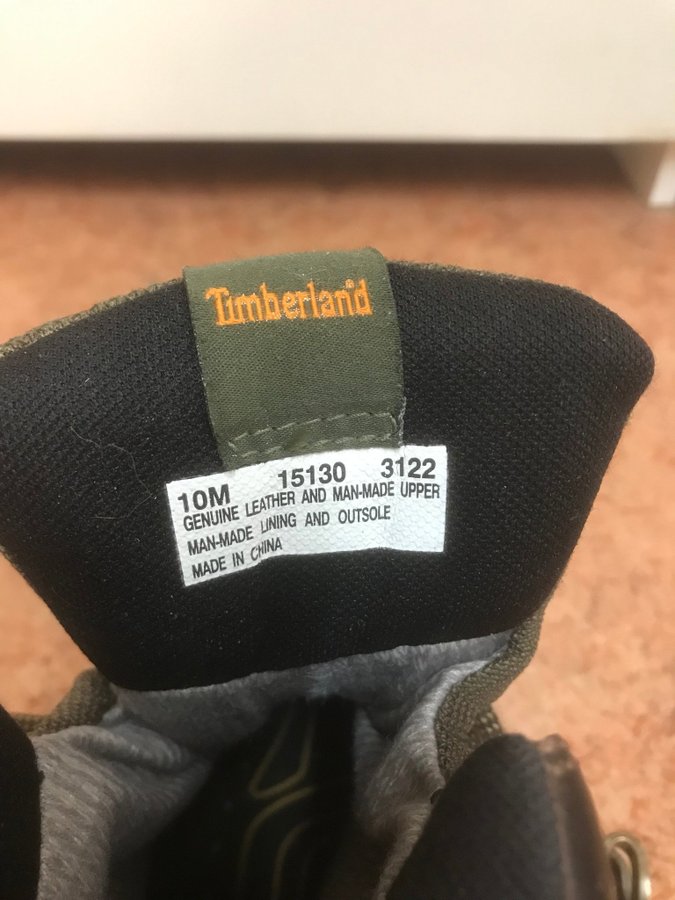 Timberland
10M 15130 3122
GENUINE LEATHER AND MAN-MADE UPPER
MAN-MADE LINING AND OUTSOLE
MADE IN CHINA